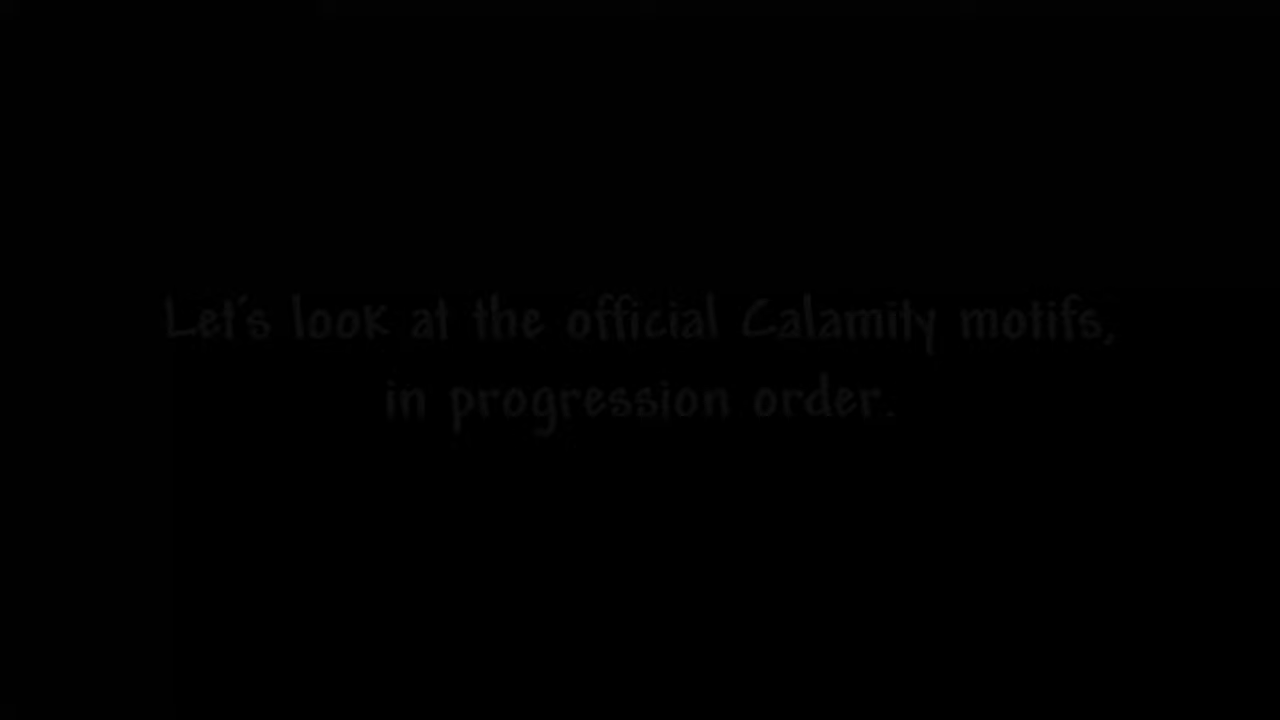 Let's look at the official Calamity motifs,
in progression order.